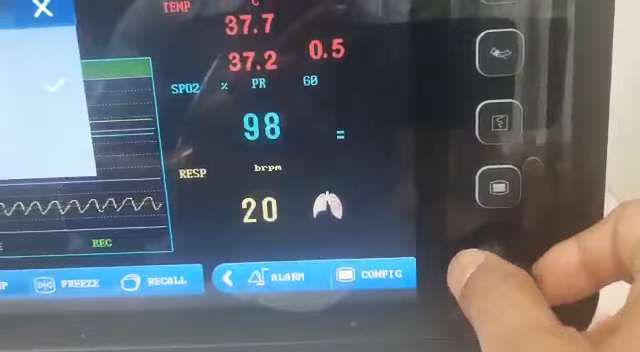 TEMP °C
37.7
37.2 0.5
SPO2 % PR 60
98
RESP brpm
20
REC
FREEZE RECALL ALARM CONFIG